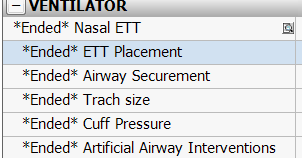 VENTILATOR
*Ended* Nasal ETT
*Ended* ETT Placement
*Ended* Airway Securement
*Ended* Trach size
*Ended* Cuff Pressure
*Ended* Artificial Airway Interventions